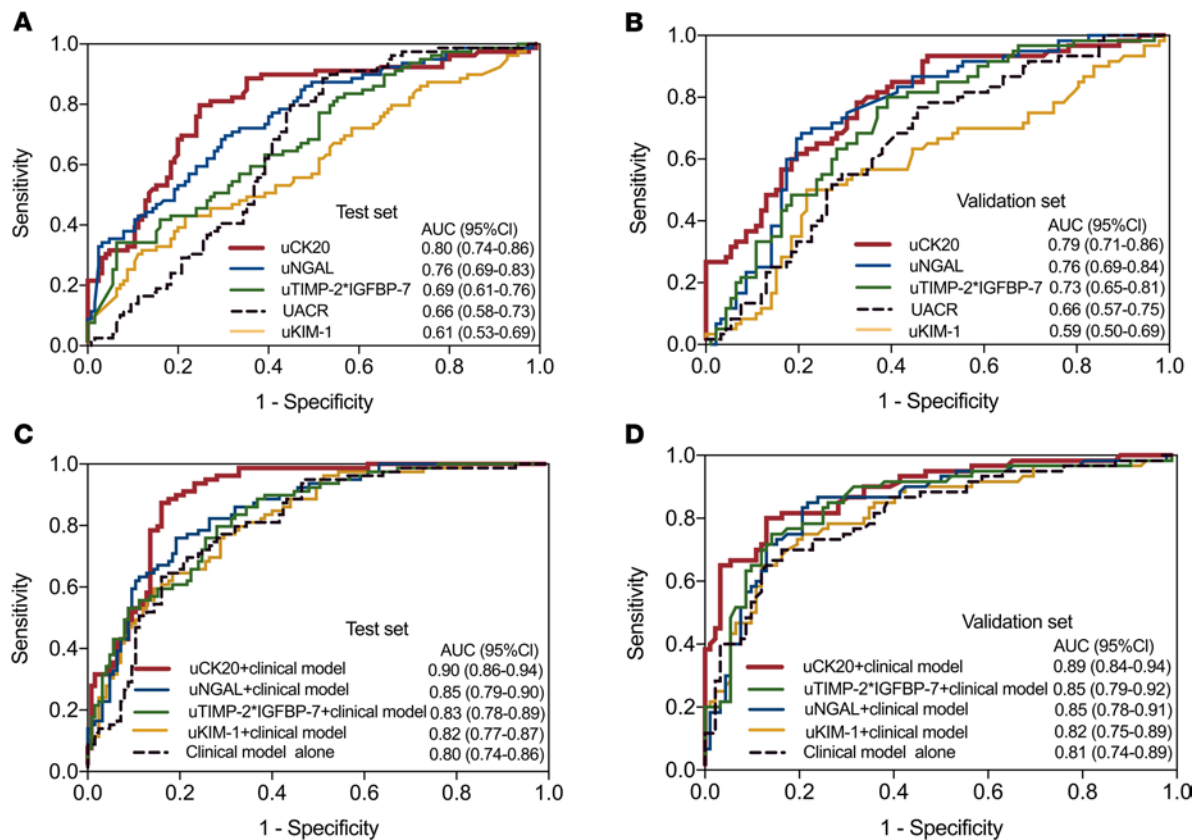 A
1.0
0.8
0.6
0.4
0.2
0.0
Sensitivity
0.0 0.2 0.4 0.6 0.8 1.0
1 - Specificity
Test set
AUC (95%CI)
uCK20 0.80 (0.74-0.86)
uNGAL 0.76 (0.69-0.83)
uTIMP-2*IGFBP-7 0.69 (0.61-0.76)
UACR 0.66 (0.58-0.73)
uKIM-1 0.61 (0.53-0.69)
B
1.0
0.8
0.6
0.4
0.2
0.0
Sensitivity
0.0 0.2 0.4 0.6 0.8 1.0
1 - Specificity
Validation set
AUC (95%CI)
uCK20 0.79 (0.71-0.86)
uNGAL 0.76 (0.69-0.84)
uTIMP-2*IGFBP-7 0.73 (0.65-0.81)
UACR 0.66 (0.57-0.75)
uKIM-1 0.59 (0.50-0.69)
C
1.0
0.8
0.6
0.4
0.2
0.0
Sensitivity
0.0 0.2 0.4 0.6 0.8 1.0
1 - Specificity
Test set
AUC (95%CI)
uCK20+clinical model 0.90 (0.86-0.94)
uNGAL+clinical model 0.85 (0.79-0.90)
uTIMP-2*IGFBP-7+clinical model 0.83 (0.78-0.89)
uKIM-1+clinical model 0.82 (0.77-0.87)
Clinical model alone 0.80 (0.74-0.86)
D
1.0
0.8
0.6
0.4
0.2
0.0
Sensitivity
0.0 0.2 0.4 0.6 0.8 1.0
1 - Specificity
Validation set
AUC (95%CI)
uCK20+clinical model 0.89 (0.84-0.94)
uTIMP-2*IGFBP-7+clinical model 0.85 (0.79-0.92)
uNGAL+clinical model 0.85 (0.78-0.91)
uKIM-1+clinical model 0.82 (0.75-0.89)
Clinical model alone 0.81 (0.74-0.89)